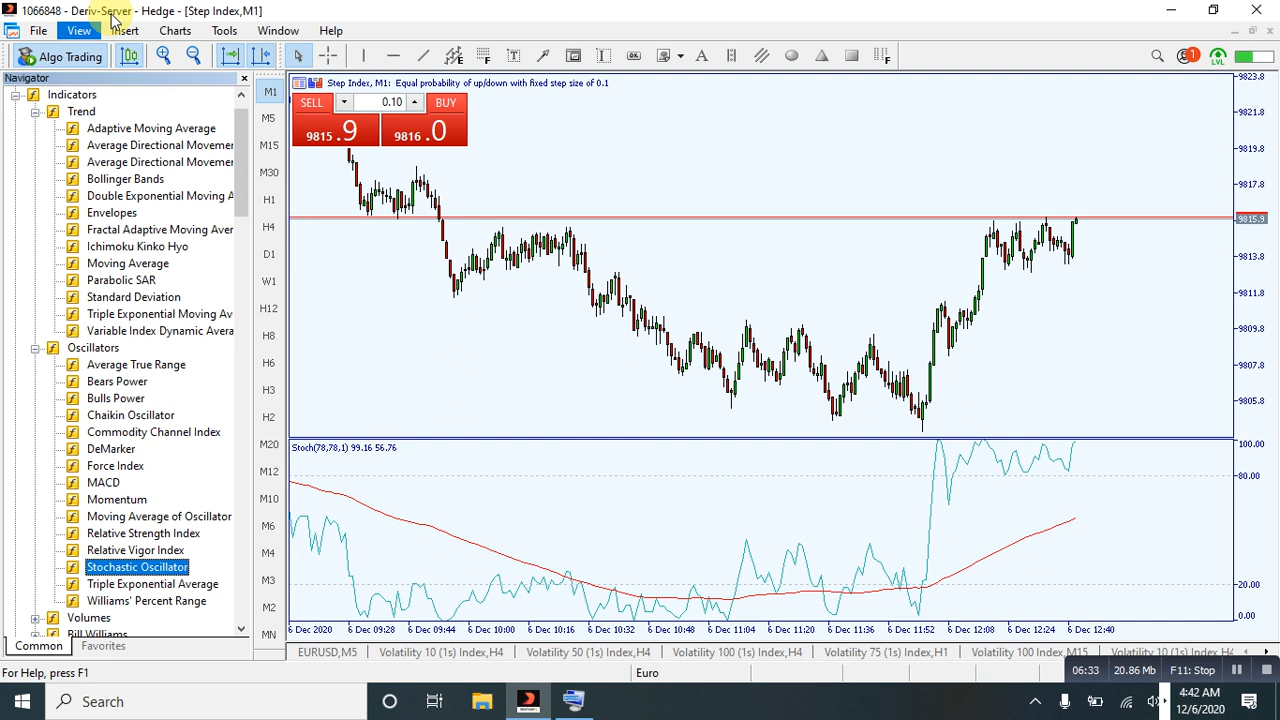 1066848 - Deriv-Server - Hedge - [Step Index,M1]
File View Insert Charts Tools Window Help
Algo Trading
LVL
1
Navigator
Indicators
Trend
Adaptive Moving Average
Average Directional Movemer
Average Directional Movemer
Bollinger Bands
Double Exponential Moving A
Envelopes
Fractal Adaptive Moving Aver
Ichimoku Kinko Hyo
Moving Average
Parabolic SAR
Standard Deviation
Triple Exponential Moving Av
Variable Index Dynamic Avera
Oscillators
Average True Range
Bears Power
Bulls Power
Chaikin Oscillator
Commodity Channel Index
DeMarker
Force Index
MACD
Momentum
Moving Average of Oscillator
Relative Strength Index
Relative Vigor Index
Stochastic Oscillator
Triple Exponential Average
Williams' Percent Range
Volumes
Bill Williams
Common Favorites
M1
M5
M15
M30
H1
H4
D1
W1
H12
H8
H6
H3
H2
M20
M12
M10
M6
M4
M3
M2
MN
Step Index, M1: Equal probability of up/down with fixed step size of 0.1
SELL 0.10 BUY
9815.9 9816.0
9823.8
9821.8
9819.8
9817.8
9815.9
9813.8
9811.8
9809.8
9807.8
9805.8
Stoch(78,78,1) 99.16 56.76
100.00
80.00
20.00
0.00
6 Dec 2020 6 Dec 09:28 6 Dec 09:44 6 Dec 10:00 6 Dec 10:16 6 Dec 10:32 6 Dec 10:48 6 Dec 11:04 6 Dec 11:20 6 Dec 11:36 6 Dec 11:52 6 Dec 12:08 6 Dec 12:24 6 Dec 12:40
EURUSD,M5 Volatility 10 (1s) Index,H4 Volatility 50 (1s) Index,H4 Volatility 100 (1s) Index,H4 Volatility 75 (1s) Index,H1 Volatility 100 Index,M15 Volatility 10 (1s) Index,H4
For Help, press F1 Euro
06:33 20.86 Mb F11: Stop
Search
4:42 AM
12/6/2020